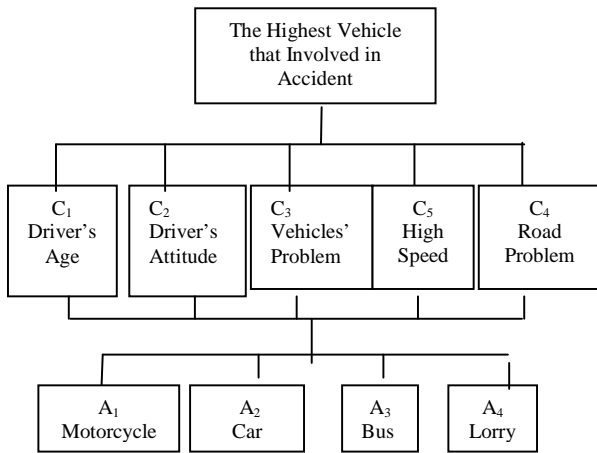 The Highest Vehicle
that Involved in
Accident
C₁
Driver's
Age
C₂
Driver's
Attitude
C₃
Vehicles'
Problem
C₅
High
Speed
C₄
Road
Problem
A₁
Motorcycle
A₂
Car
A₃
Bus
A₄
Lorry